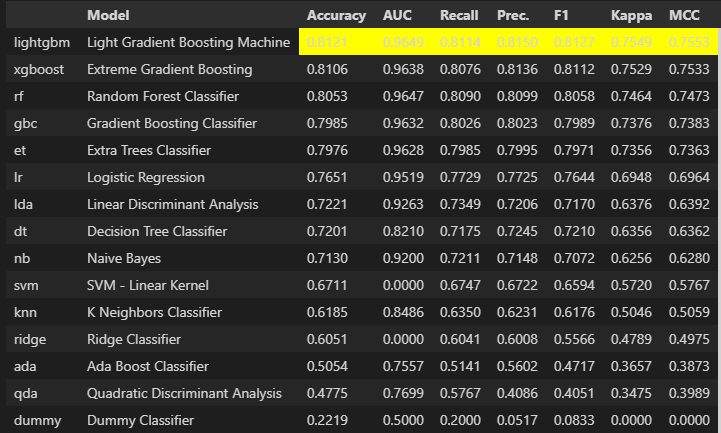 Model Accuracy AUC Recall Prec. F1 Kappa MCC
lightgbm Light Gradient Boosting Machine 0.8121 0.9649 0.8114 0.8150 0.8127 0.7549 0.7553
xgboost Extreme Gradient Boosting 0.8106 0.9638 0.8076 0.8136 0.8112 0.7529 0.7533
rf Random Forest Classifier 0.8053 0.9647 0.8090 0.8099 0.8058 0.7464 0.7473
gbc Gradient Boosting Classifier 0.7985 0.9632 0.8026 0.8023 0.7989 0.7376 0.7383
et Extra Trees Classifier 0.7976 0.9628 0.7985 0.7995 0.7971 0.7356 0.7363
lr Logistic Regression 0.7651 0.9519 0.7729 0.7725 0.7644 0.6948 0.6964
lda Linear Discriminant Analysis 0.7221 0.9263 0.7349 0.7206 0.7170 0.6376 0.6392
dt Decision Tree Classifier 0.7201 0.8210 0.7175 0.7245 0.7210 0.6356 0.6362
nb Naive Bayes 0.7130 0.9200 0.7211 0.7148 0.7072 0.6256 0.6280
svm SVM - Linear Kernel 0.6711 0.0000 0.6747 0.6722 0.6594 0.5720 0.5767
knn K Neighbors Classifier 0.6185 0.8486 0.6350 0.6231 0.6176 0.5046 0.5059
ridge Ridge Classifier 0.6051 0.0000 0.6041 0.6008 0.5566 0.4789 0.4975
ada Ada Boost Classifier 0.5054 0.7557 0.5141 0.5602 0.4717 0.3657 0.3873
qda Quadratic Discriminant Analysis 0.4775 0.7699 0.5767 0.4086 0.4051 0.3475 0.3989
dummy Dummy Classifier 0.2219 0.5000 0.2000 0.0517 0.0833 0.0000 0.0000